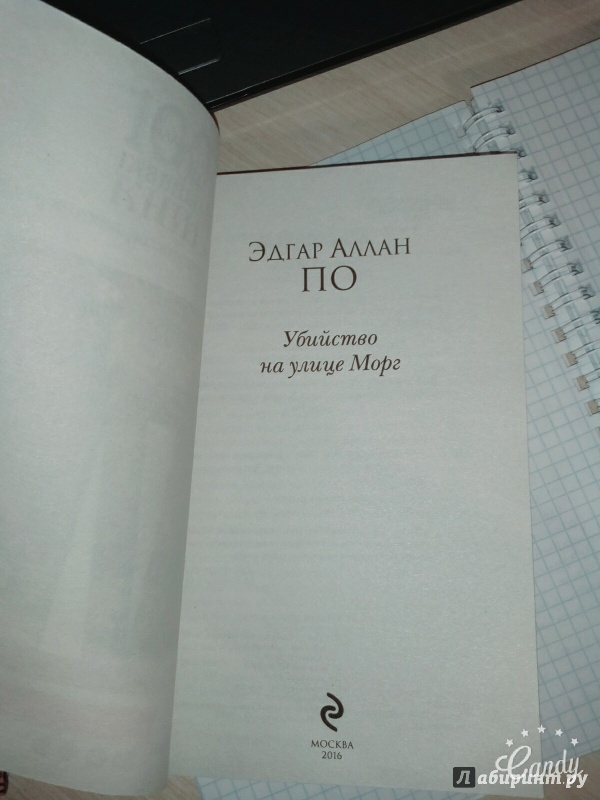 ЭДГАР АЛЛАН
ПО
Убийство
на улице Морг
МОСКВА
2016
Candy
Лабиринт.ру